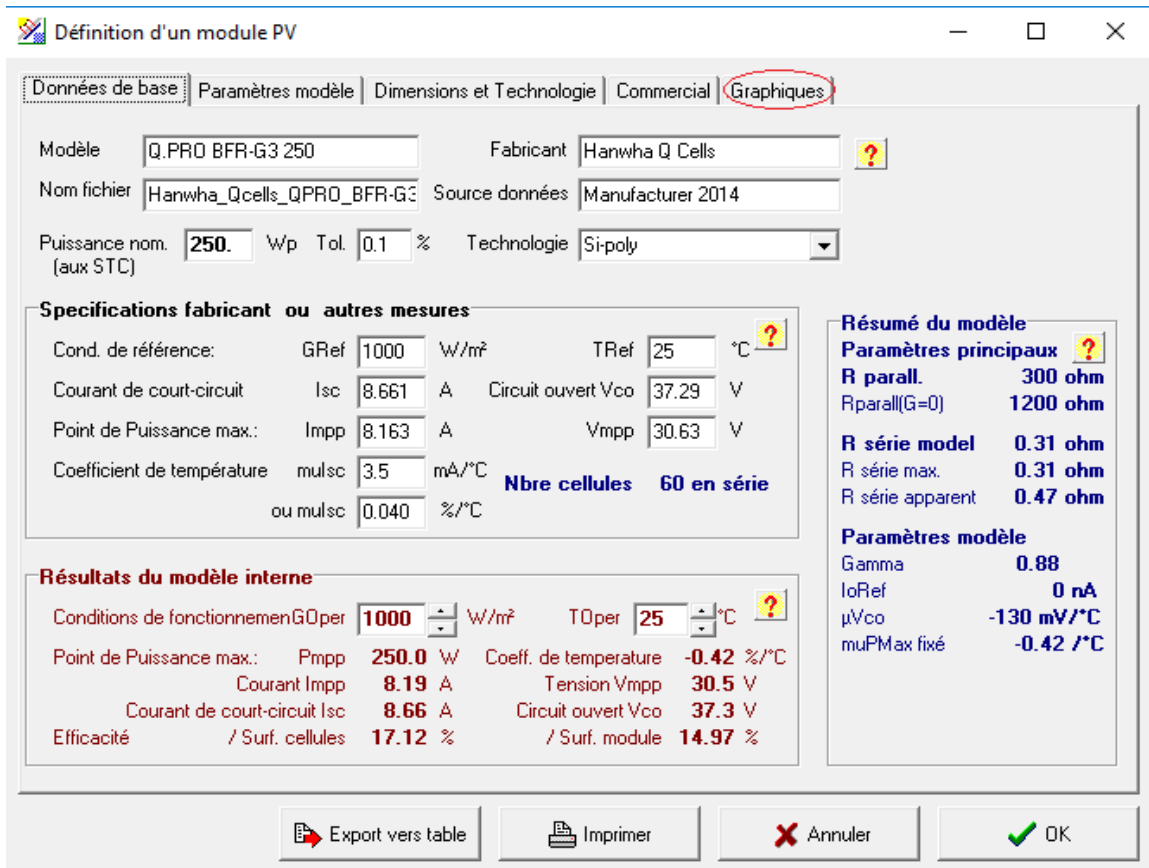 Définition d'un module PV
Données de base Paramètres modèle Dimensions et Technologie Commercial Graphiques
Modèle Q.PRO BFR-G3 250 Fabricant Hanwha Q Cells ?
Nom fichier Hanwha_Qcells_QPRO_BFR-G3 Source données Manufacturer 2014
Puissance nom. 250. Wp Tol. 0.1 % Technologie Si-poly
(aux STC)
Specifications fabricant ou autres mesures
Cond. de référence: GRef 1000 W/m² TRef 25 °C ?
Courant de court-circuit Isc 8.661 A Circuit ouvert Vco 37.29 V
Point de Puissance max.: Impp 8.163 A Vmpp 30.63 V
Coefficient de température muIsc 3.5 mA/°C Nbre cellules 60 en série
ou muIsc 0.040 %/°C
Résumé du modèle
Paramètres principaux ?
R parall. 300 ohm
Rparall(G=0) 1200 ohm
R série model 0.31 ohm
R série max. 0.31 ohm
R série apparent 0.47 ohm
Paramètres modèle
Gamma 0.88
IoRef 0 nA
µVco -130 mV/°C
muPMax fixé -0.42 /°C
Résultats du modèle interne
Conditions de fonctionnemenGOper 1000 W/m² TOper 25 °C ?
Point de Puissance max.: Pmpp 250.0 W Coeff. de temperature -0.42 %/°C
Courant Impp 8.19 A Tension Vmpp 30.5 V
Courant de court-circuit Isc 8.66 A Circuit ouvert Vco 37.3 V
Efficacité / Surf. cellules 17.12 % / Surf. module 14.97 %
Export vers table Imprimer Annuler OK